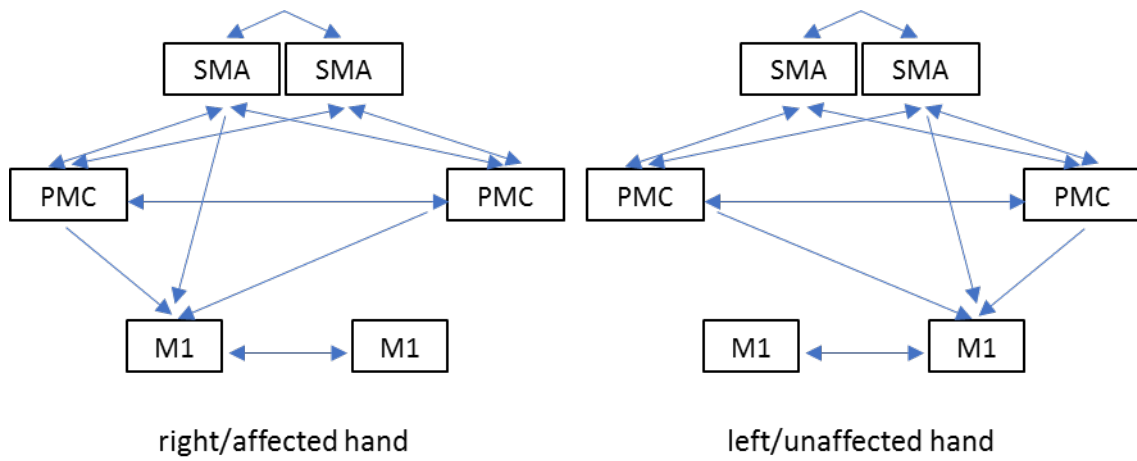 SMA SMA SMA SMA
PMC PMC PMC PMC
M1 M1 M1 M1
right/affected hand left/unaffected hand